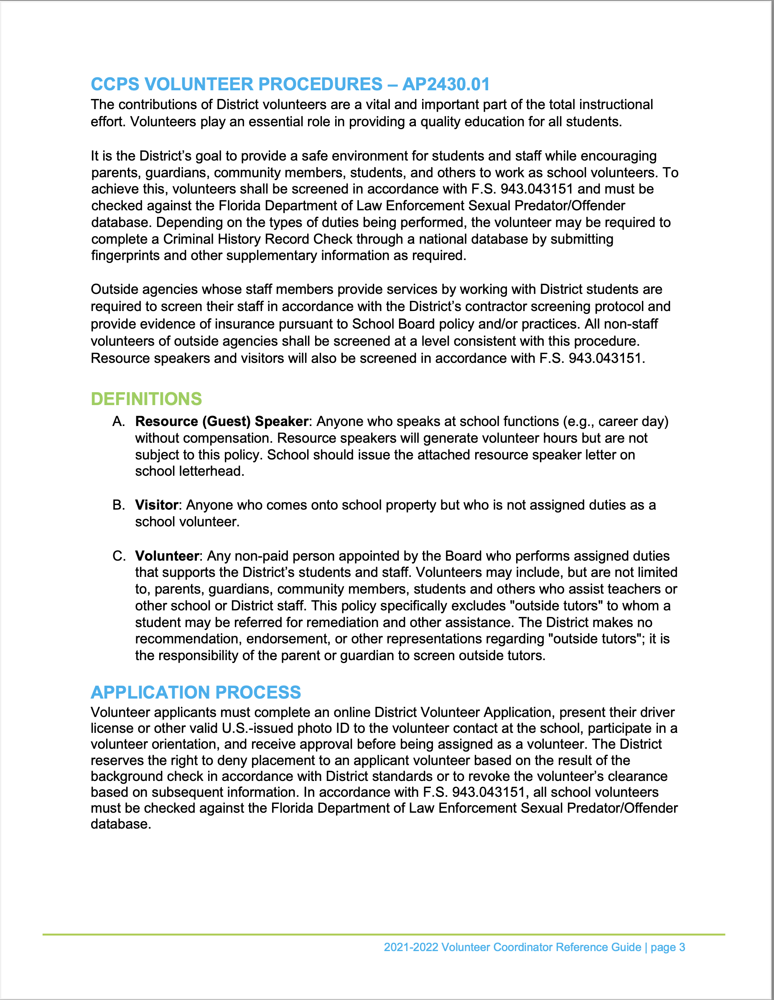 CCPS VOLUNTEER PROCEDURES – AP2430.01
The contributions of District volunteers are a vital and important part of the total instructional
effort. Volunteers play an essential role in providing a quality education for all students.
It is the District’s goal to provide a safe environment for students and staff while encouraging
parents, guardians, community members, students, and others to work as school volunteers. To
achieve this, volunteers shall be screened in accordance with F.S. 943.043151 and must be
checked against the Florida Department of Law Enforcement Sexual Predator/Offender
database. Depending on the types of duties being performed, the volunteer may be required to
complete a Criminal History Record Check through a national database by submitting
fingerprints and other supplementary information as required.
Outside agencies whose staff members provide services by working with District students are
required to screen their staff in accordance with the District’s contractor screening protocol and
provide evidence of insurance pursuant to School Board policy and/or practices. All non-staff
volunteers of outside agencies shall be screened at a level consistent with this procedure.
Resource speakers and visitors will also be screened in accordance with F.S. 943.043151.
DEFINITIONS
A. Resource (Guest) Speaker: Anyone who speaks at school functions (e.g., career day)
without compensation. Resource speakers will generate volunteer hours but are not
subject to this policy. School should issue the attached resource speaker letter on
school letterhead.
B. Visitor: Anyone who comes onto school property but who is not assigned duties as a
school volunteer.
C. Volunteer: Any non-paid person appointed by the Board who performs assigned duties
that supports the District’s students and staff. Volunteers may include, but are not limited
to, parents, guardians, community members, students and others who assist teachers or
other school or District staff. This policy specifically excludes "outside tutors" to whom a
student may be referred for remediation and other assistance. The District makes no
recommendation, endorsement, or other representations regarding "outside tutors"; it is
the responsibility of the parent or guardian to screen outside tutors.
APPLICATION PROCESS
Volunteer applicants must complete an online District Volunteer Application, present their driver
license or other valid U.S.-issued photo ID to the volunteer contact at the school, participate in a
volunteer orientation, and receive approval before being assigned as a volunteer. The District
reserves the right to deny placement to an applicant volunteer based on the result of the
background check in accordance with District standards or to revoke the volunteer’s clearance
based on subsequent information. In accordance with F.S. 943.043151, all school volunteers
must be checked against the Florida Department of Law Enforcement Sexual Predator/Offender
database.
2021-2022 Volunteer Coordinator Reference Guide | page 3